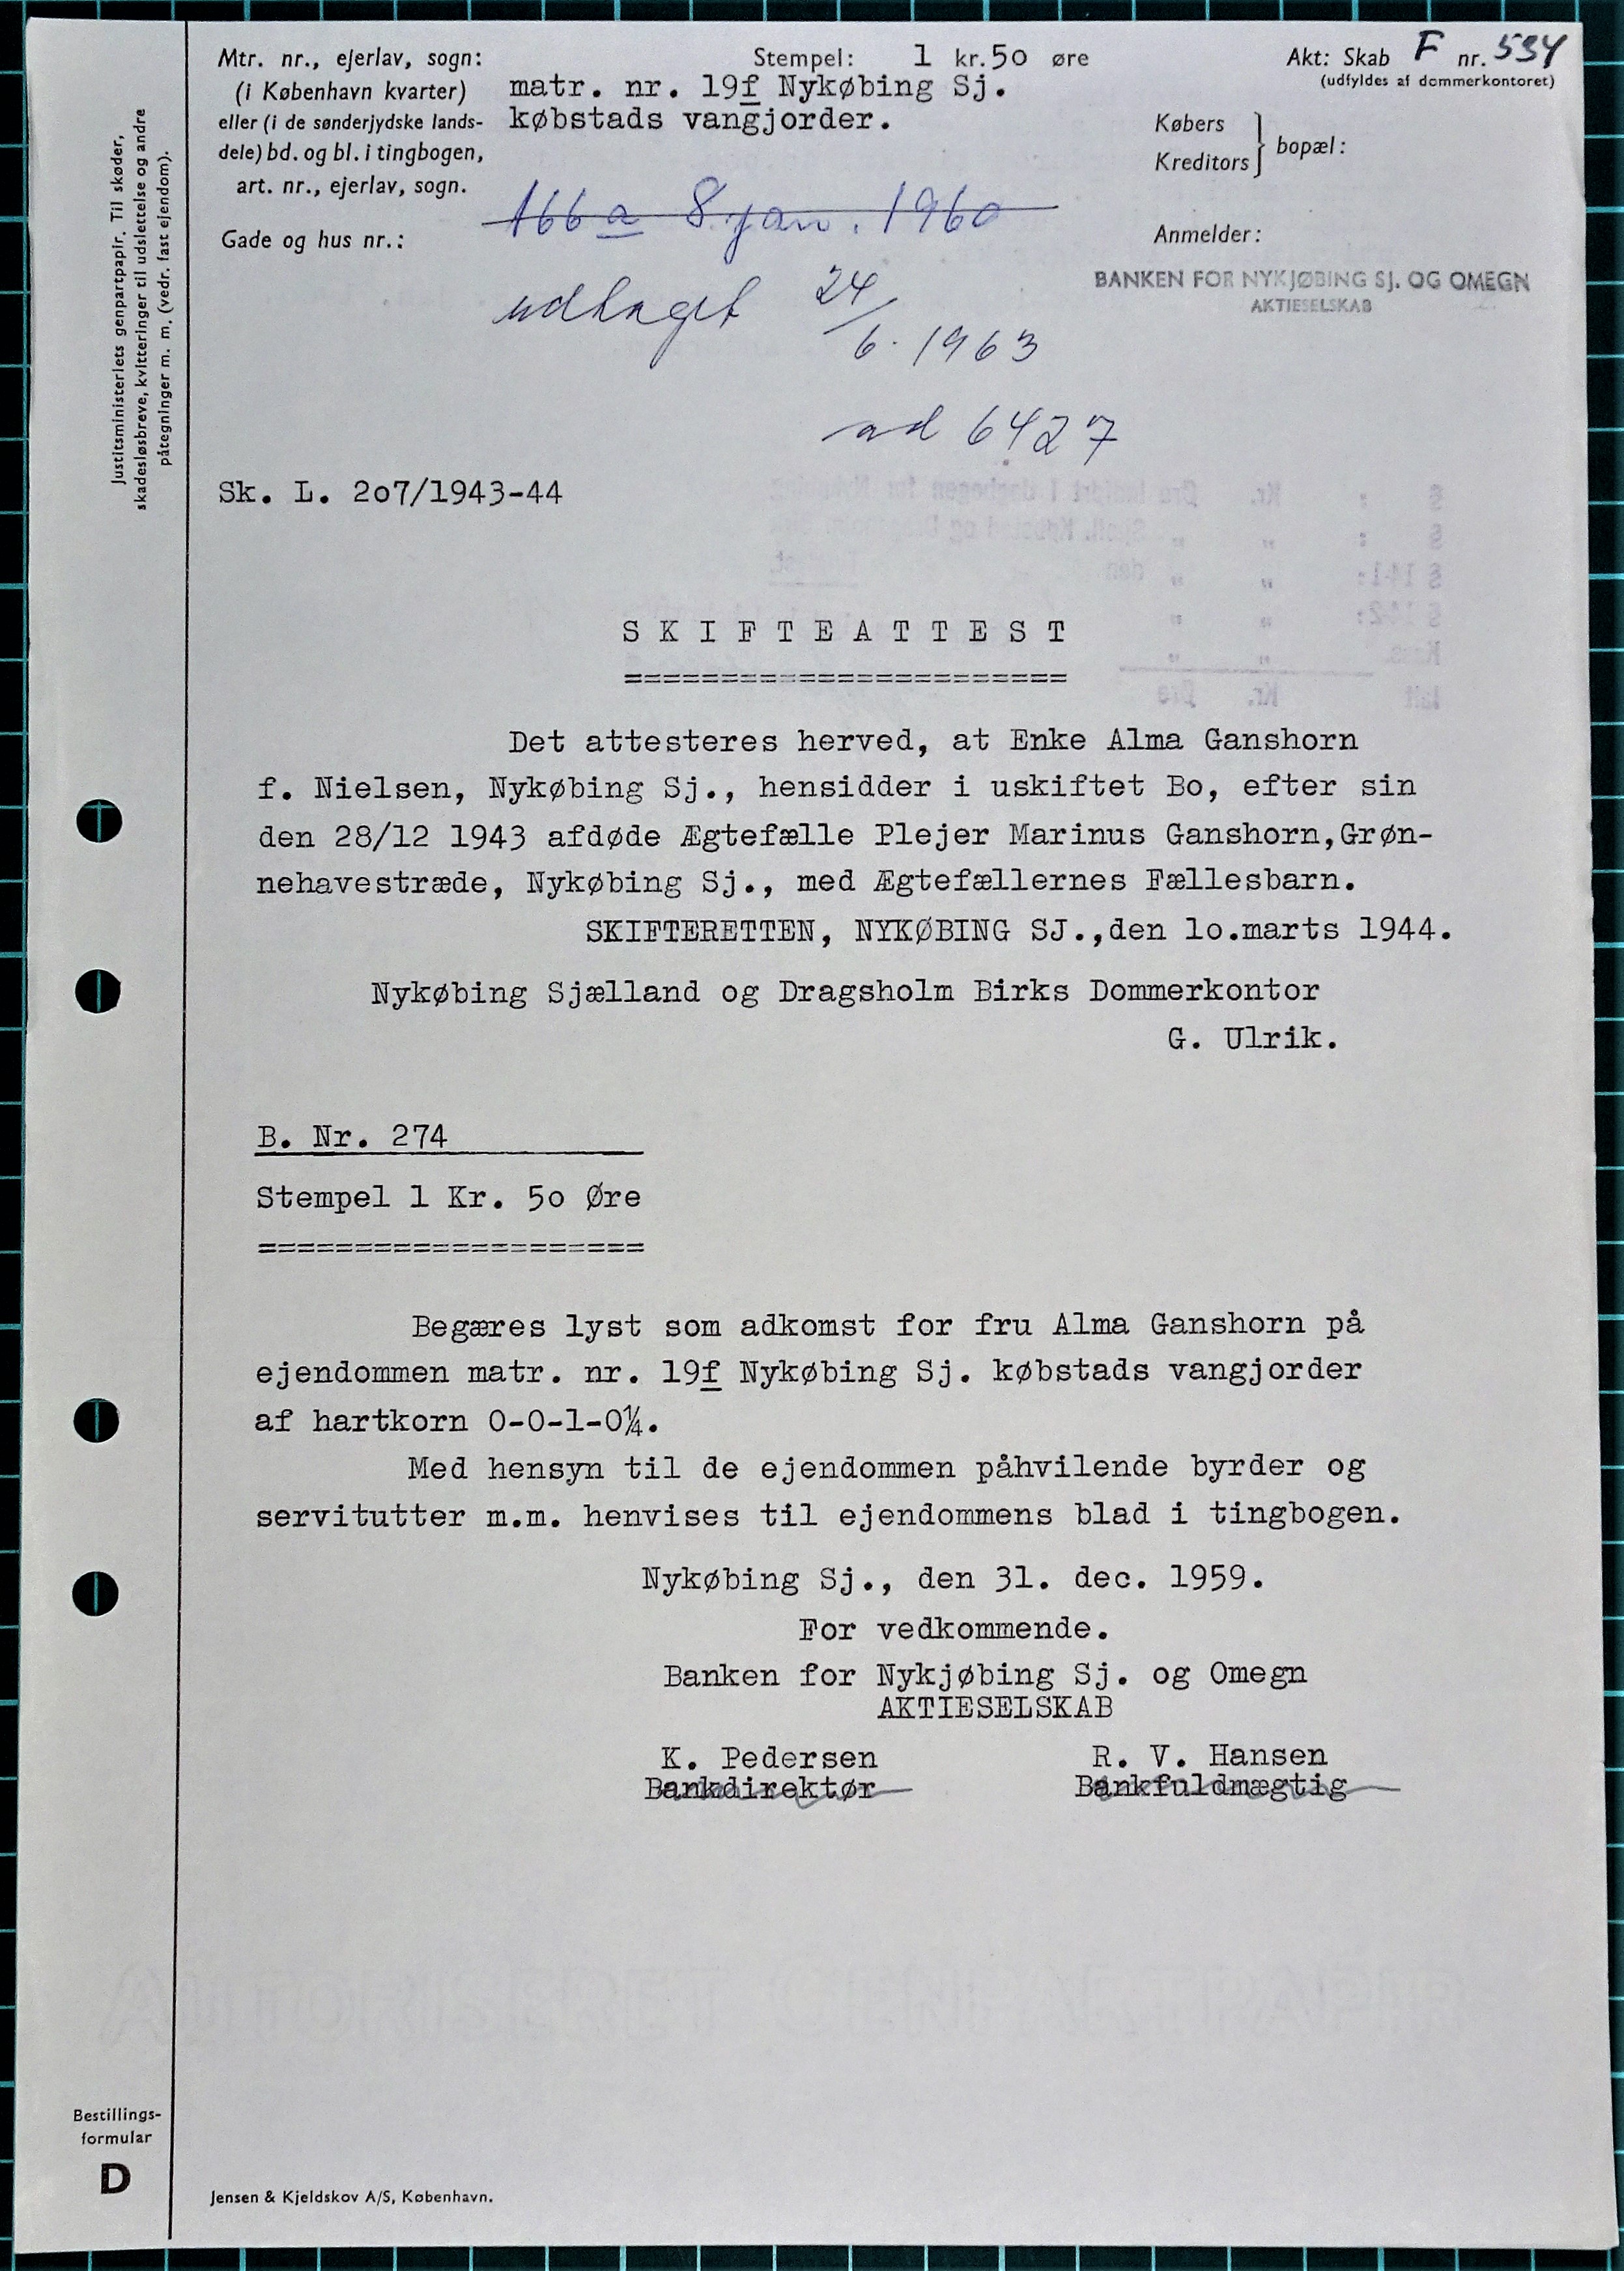 Mtr. nr., ejerlav, sogn:
(i København kvarter)
eller (i de sønderjydske lands-
dele) bd. og bl. i tingbogen,
art. nr., ejerlav, sogn.
Gade og hus nr.:
Stempel: 1 kr. 50 øre
matr. nr. 19f Nykøbing Sj.
købstads vangjorder.
Akt: Skab F nr. 534
(udfyldes af dommerkontoret)
Købers
Kreditors
bopæl:
Anmelder:
BANKEN FOR NYKJØBING SJ. OG OMEGN
AKTIESELSKAB
166 a 8 jan. 1960
udtaget 24/6. 1963
ad 6427
Justitsministeriets genpartpapir. Til skøder,
skadesløsbreve, kvitteringer til udslettelse og andre
påtegninger m. m. (vedr. fast ejendom).
Sk. L. 2o7/1943-44
SKIFTEATTEST
=======================
Det attesteres herved, at Enke Alma Ganshorn
f. Nielsen, Nykøbing Sj., hensidder i uskiftet Bo, efter sin
den 28/12 1943 afdøde Ægtefælle Plejer Marinus Ganshorn,Grøn-
nehavestræde, Nykøbing Sj., med Ægtefællernes Fællesbarn.
SKIFTERETTEN, NYKØBING SJ.,den 1o.marts 1944.
Nykøbing Sjælland og Dragsholm Birks Dommerkontor
G. Ulrik.
B. Nr. 274
Stempel 1 Kr. 5o Øre
====================
Begæres lyst som adkomst for fru Alma Ganshorn på
ejendommen matr. nr. 19f Nykøbing Sj. købstads vangjorder
af hartkorn 0-0-1-0¼.
Med hensyn til de ejendommen påhvilende byrder og
servitutter m.m. henvises til ejendommens blad i tingbogen.
Nykøbing Sj., den 31. dec. 1959.
For vedkommende.
Banken for Nykjøbing Sj. og Omegn
AKTIESELSKAB
K. Pedersen R. V. Hansen
Bankdirektør Bankfuldmægtig
Bestillings-
formular
D
Jensen & Kjeldskov A/S, København.